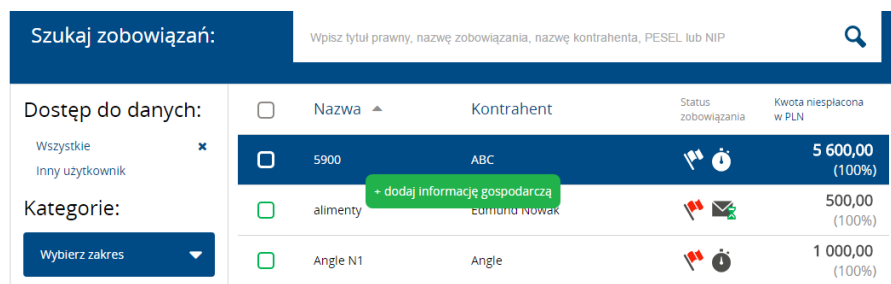 Szukaj zobowiązań:
Wpisz tytuł prawny, nazwę zobowiązania, nazwę kontrahenta, PESEL lub NIP
Dostęp do danych:
Wszystkie
Inny użytkownik
Kategorie:
Wybierz zakres
Nazwa Kontrahent Status zobowiązania Kwota niespłacona w PLN
5900 ABC 5 600,00
(100%)
+ dodaj informację gospodarczą
alimenty Edmund Nowak 500,00
(100%)
Angle N1 Angle 1 000,00
(100%)